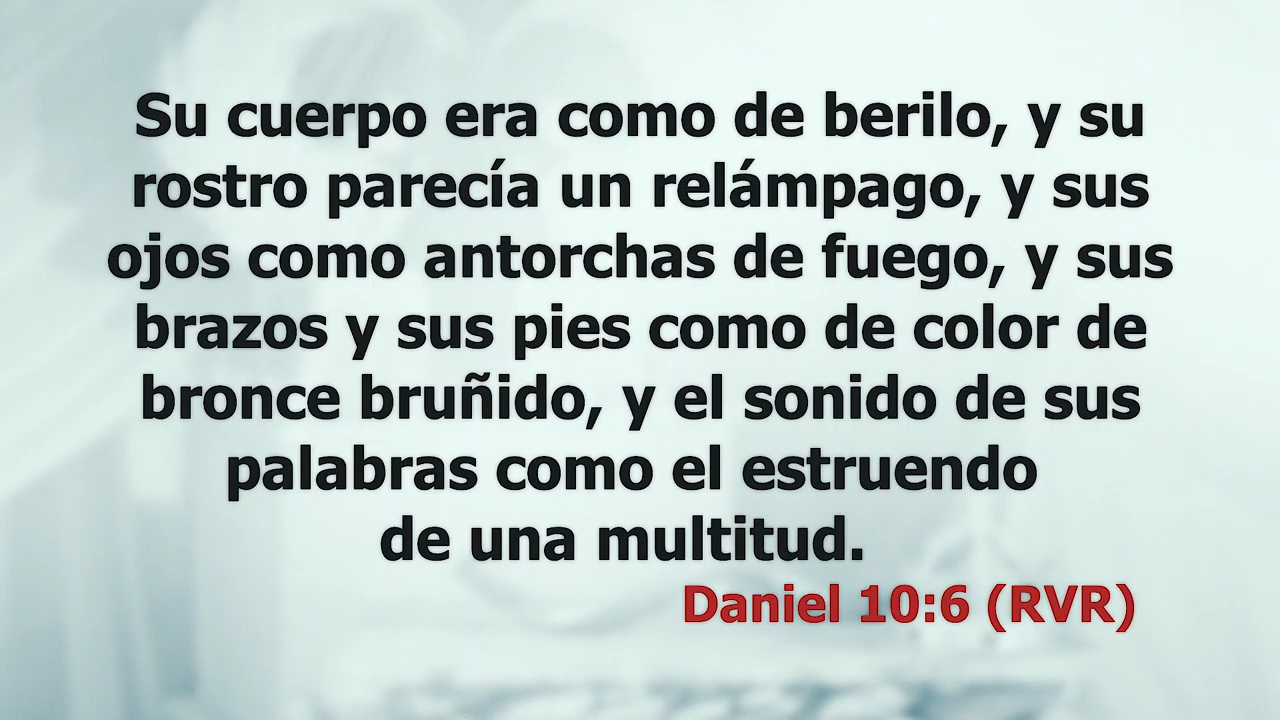 Su cuerpo era como de berilo, y su
rostro parecía un relámpago, y sus
ojos como antorchas de fuego, y sus
brazos y sus pies como de color de
bronce bruñido, y el sonido de sus
palabras como el estruendo
de una multitud.
Daniel 10:6 (RVR)